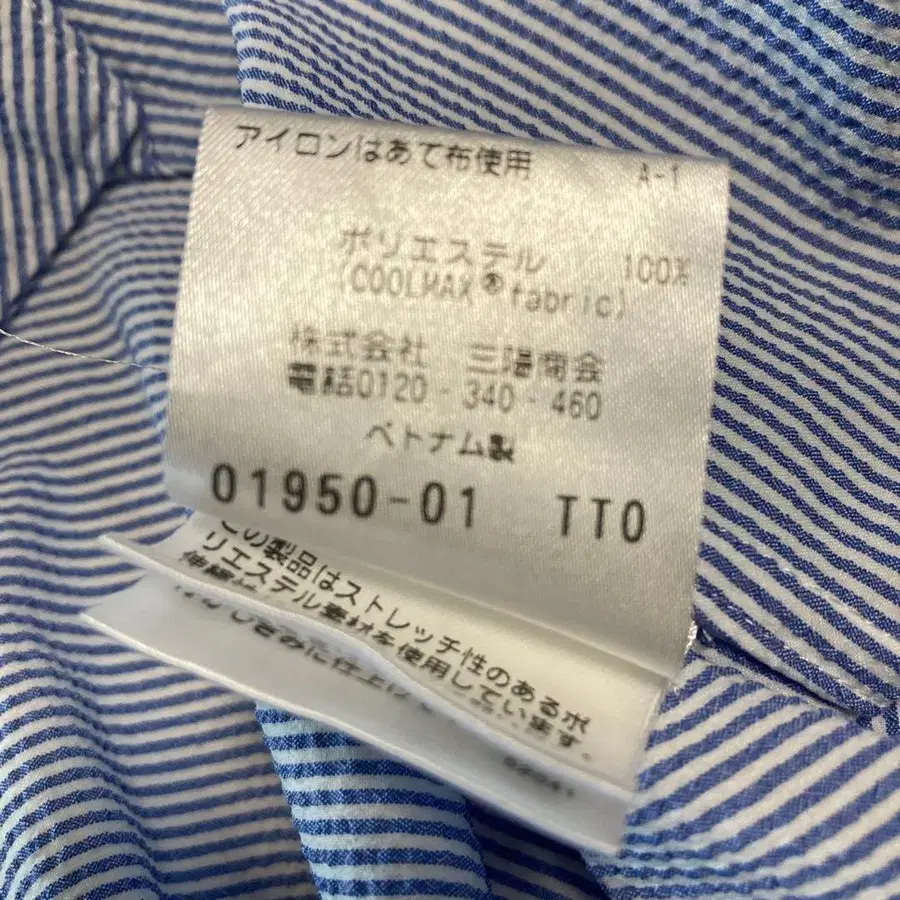 アイロンはあて布使用 A-1
ポリエステル 100%
(COOLMAX® fabric)
株式会社 三陽商会
電話0120-340-460
ベトナム製
01950-01 TTO
この製品はストレッチ性のあるポ
リエステル素材を使用しています。